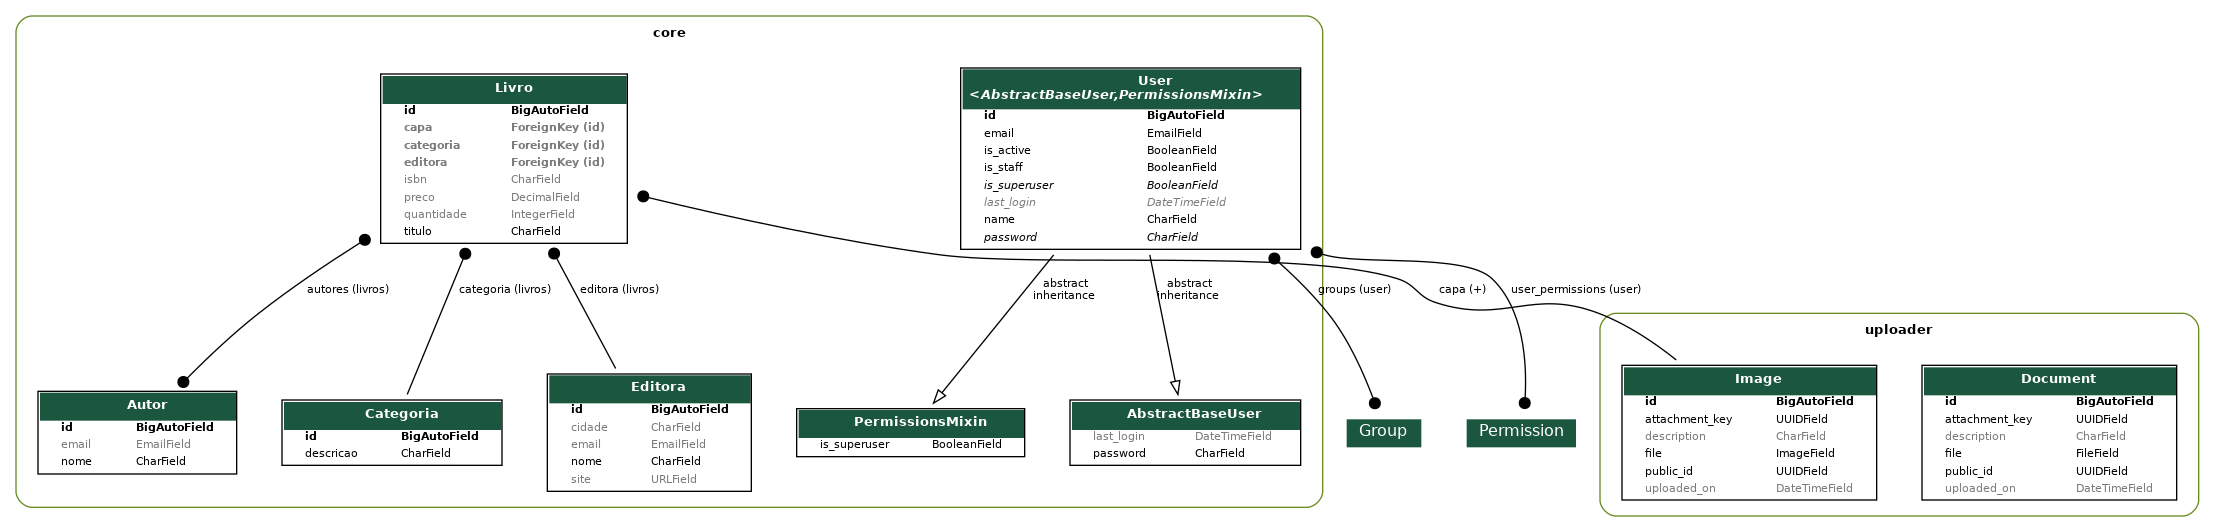 core
Livro
id BigAutoField
capa ForeignKey (id)
categoria ForeignKey (id)
editora ForeignKey (id)
isbn CharField
preco DecimalField
quantidade IntegerField
titulo CharField
User
<AbstractBaseUser,PermissionsMixin>
id BigAutoField
email EmailField
is_active BooleanField
is_staff BooleanField
is_superuser BooleanField
last_login DateTimeField
name CharField
password CharField
autores (livros)
categoria (livros)
editora (livros)
abstract
inheritance
abstract
inheritance
groups (user)
capa (+)
user_permissions (user)
Autor
id BigAutoField
email EmailField
nome CharField
Categoria
id BigAutoField
descricao CharField
Editora
id BigAutoField
cidade CharField
email EmailField
nome CharField
site URLField
PermissionsMixin
is_superuser BooleanField
AbstractBaseUser
last_login DateTimeField
password CharField
Group
Permission
uploader
Image
id BigAutoField
attachment_key UUIDField
description CharField
file ImageField
public_id UUIDField
uploaded_on DateTimeField
Document
id BigAutoField
attachment_key UUIDField
description CharField
file FileField
public_id UUIDField
uploaded_on DateTimeField